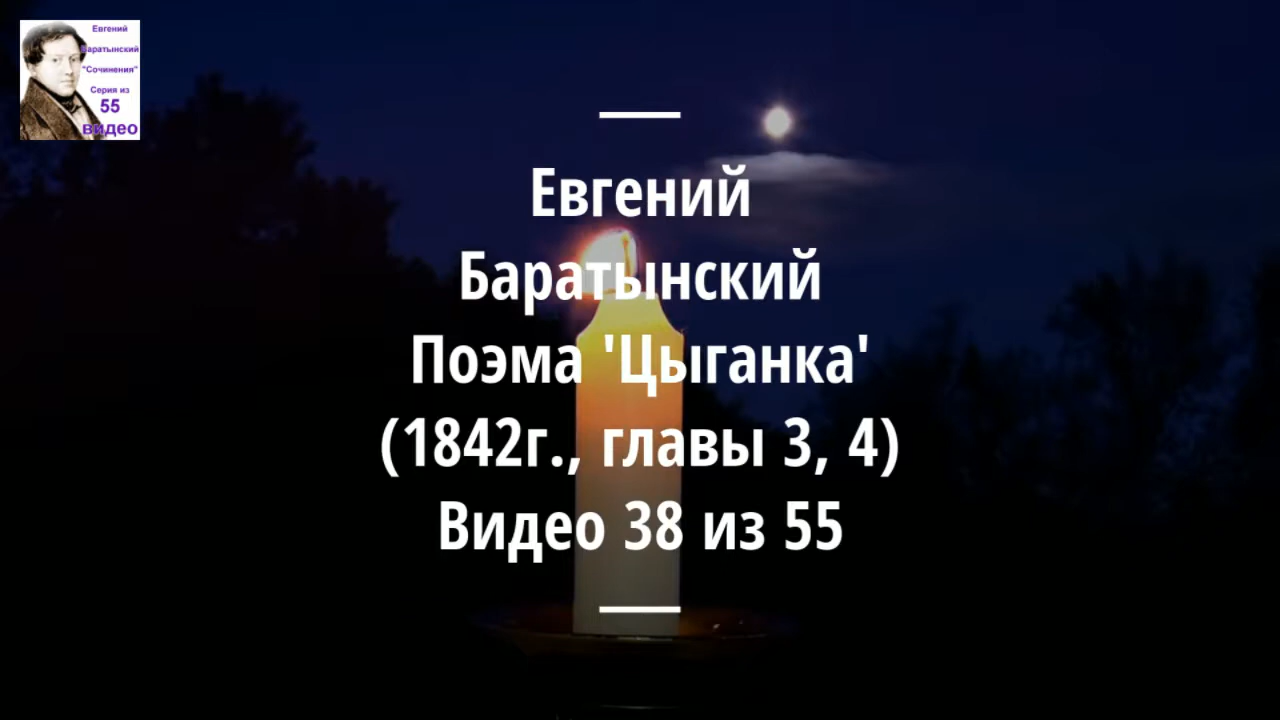 Евгений
Баратынский
"Сочинения"
Серия из
55
видео
Евгений
Баратынский
Поэма 'Цыганка'
(1842г., главы 3, 4)
Видео 38 из 55